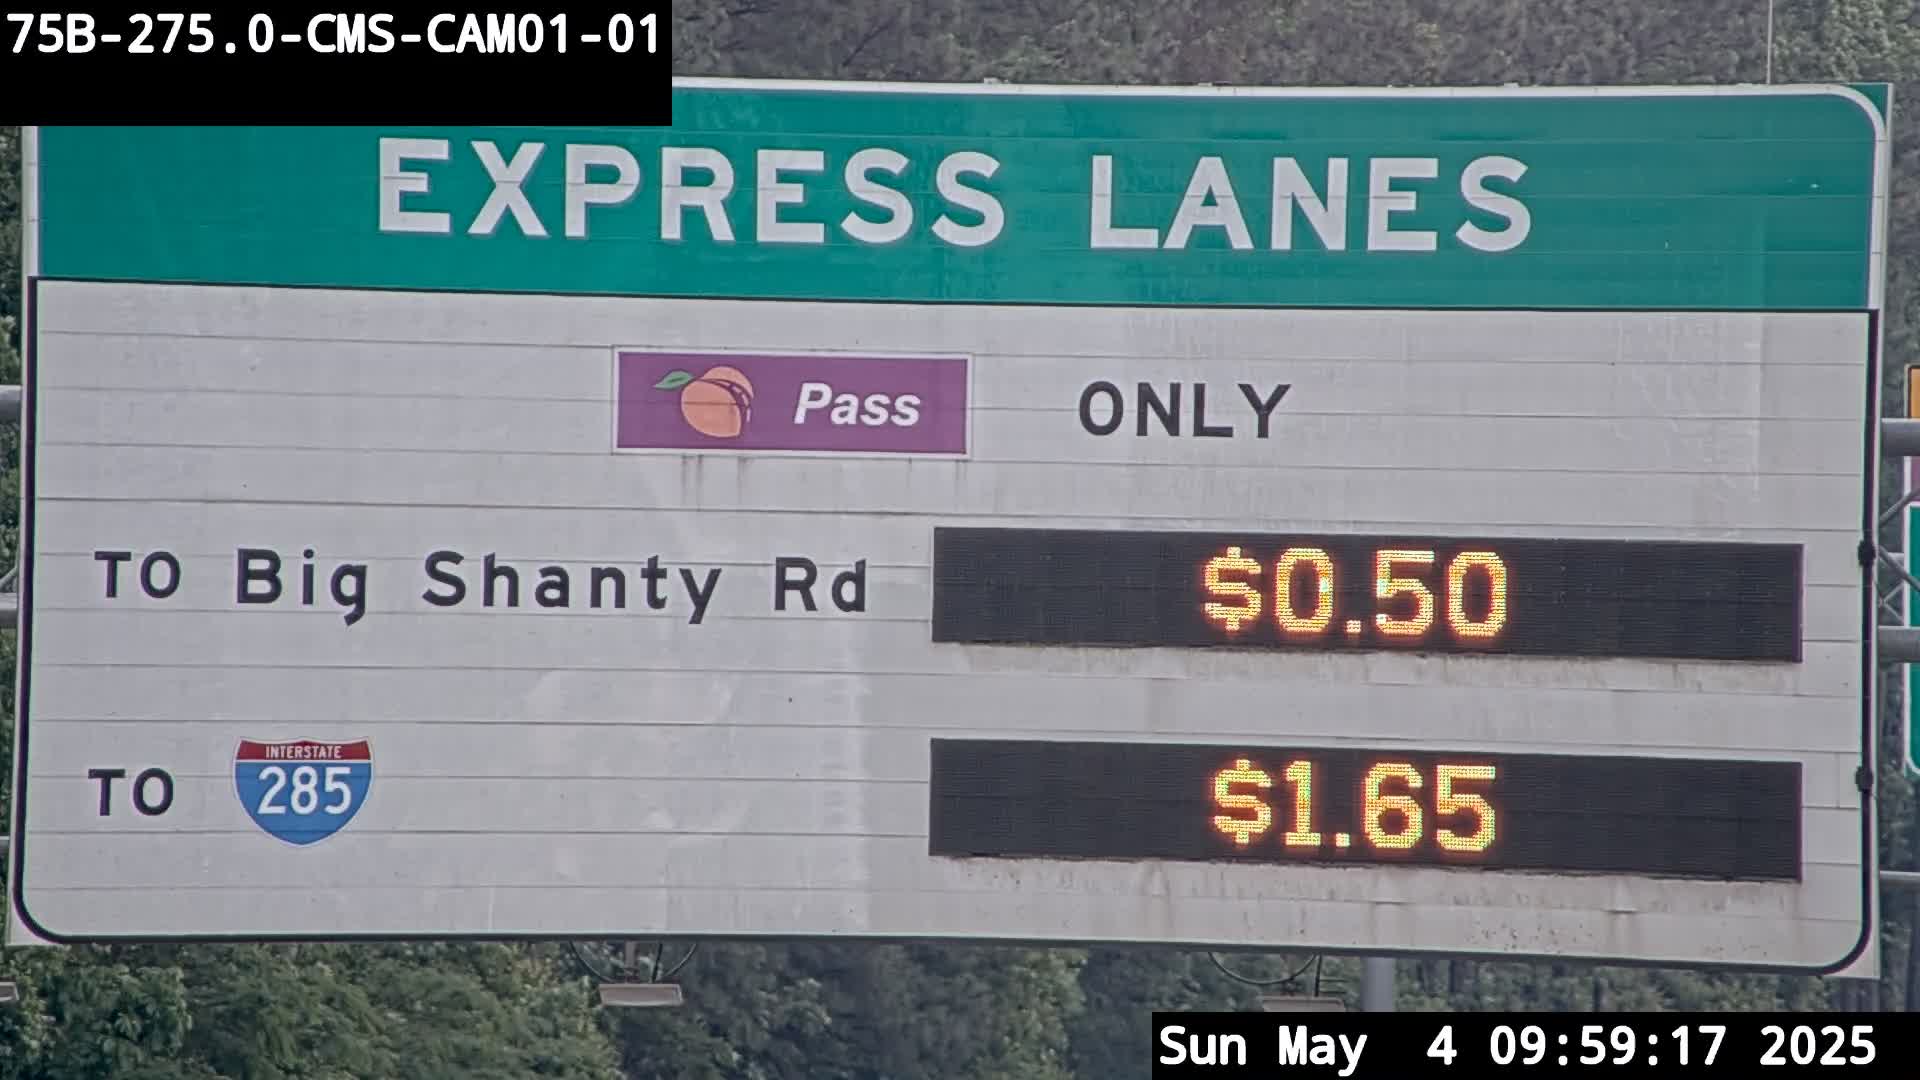 75B-275.0-CMS-CAM01-01
EXPRESS LANES
Pass ONLY
TO Big Shanty Rd $0.50
INTERSTATE
TO 285 $1.65
Sun May 4 09:59:17 2025